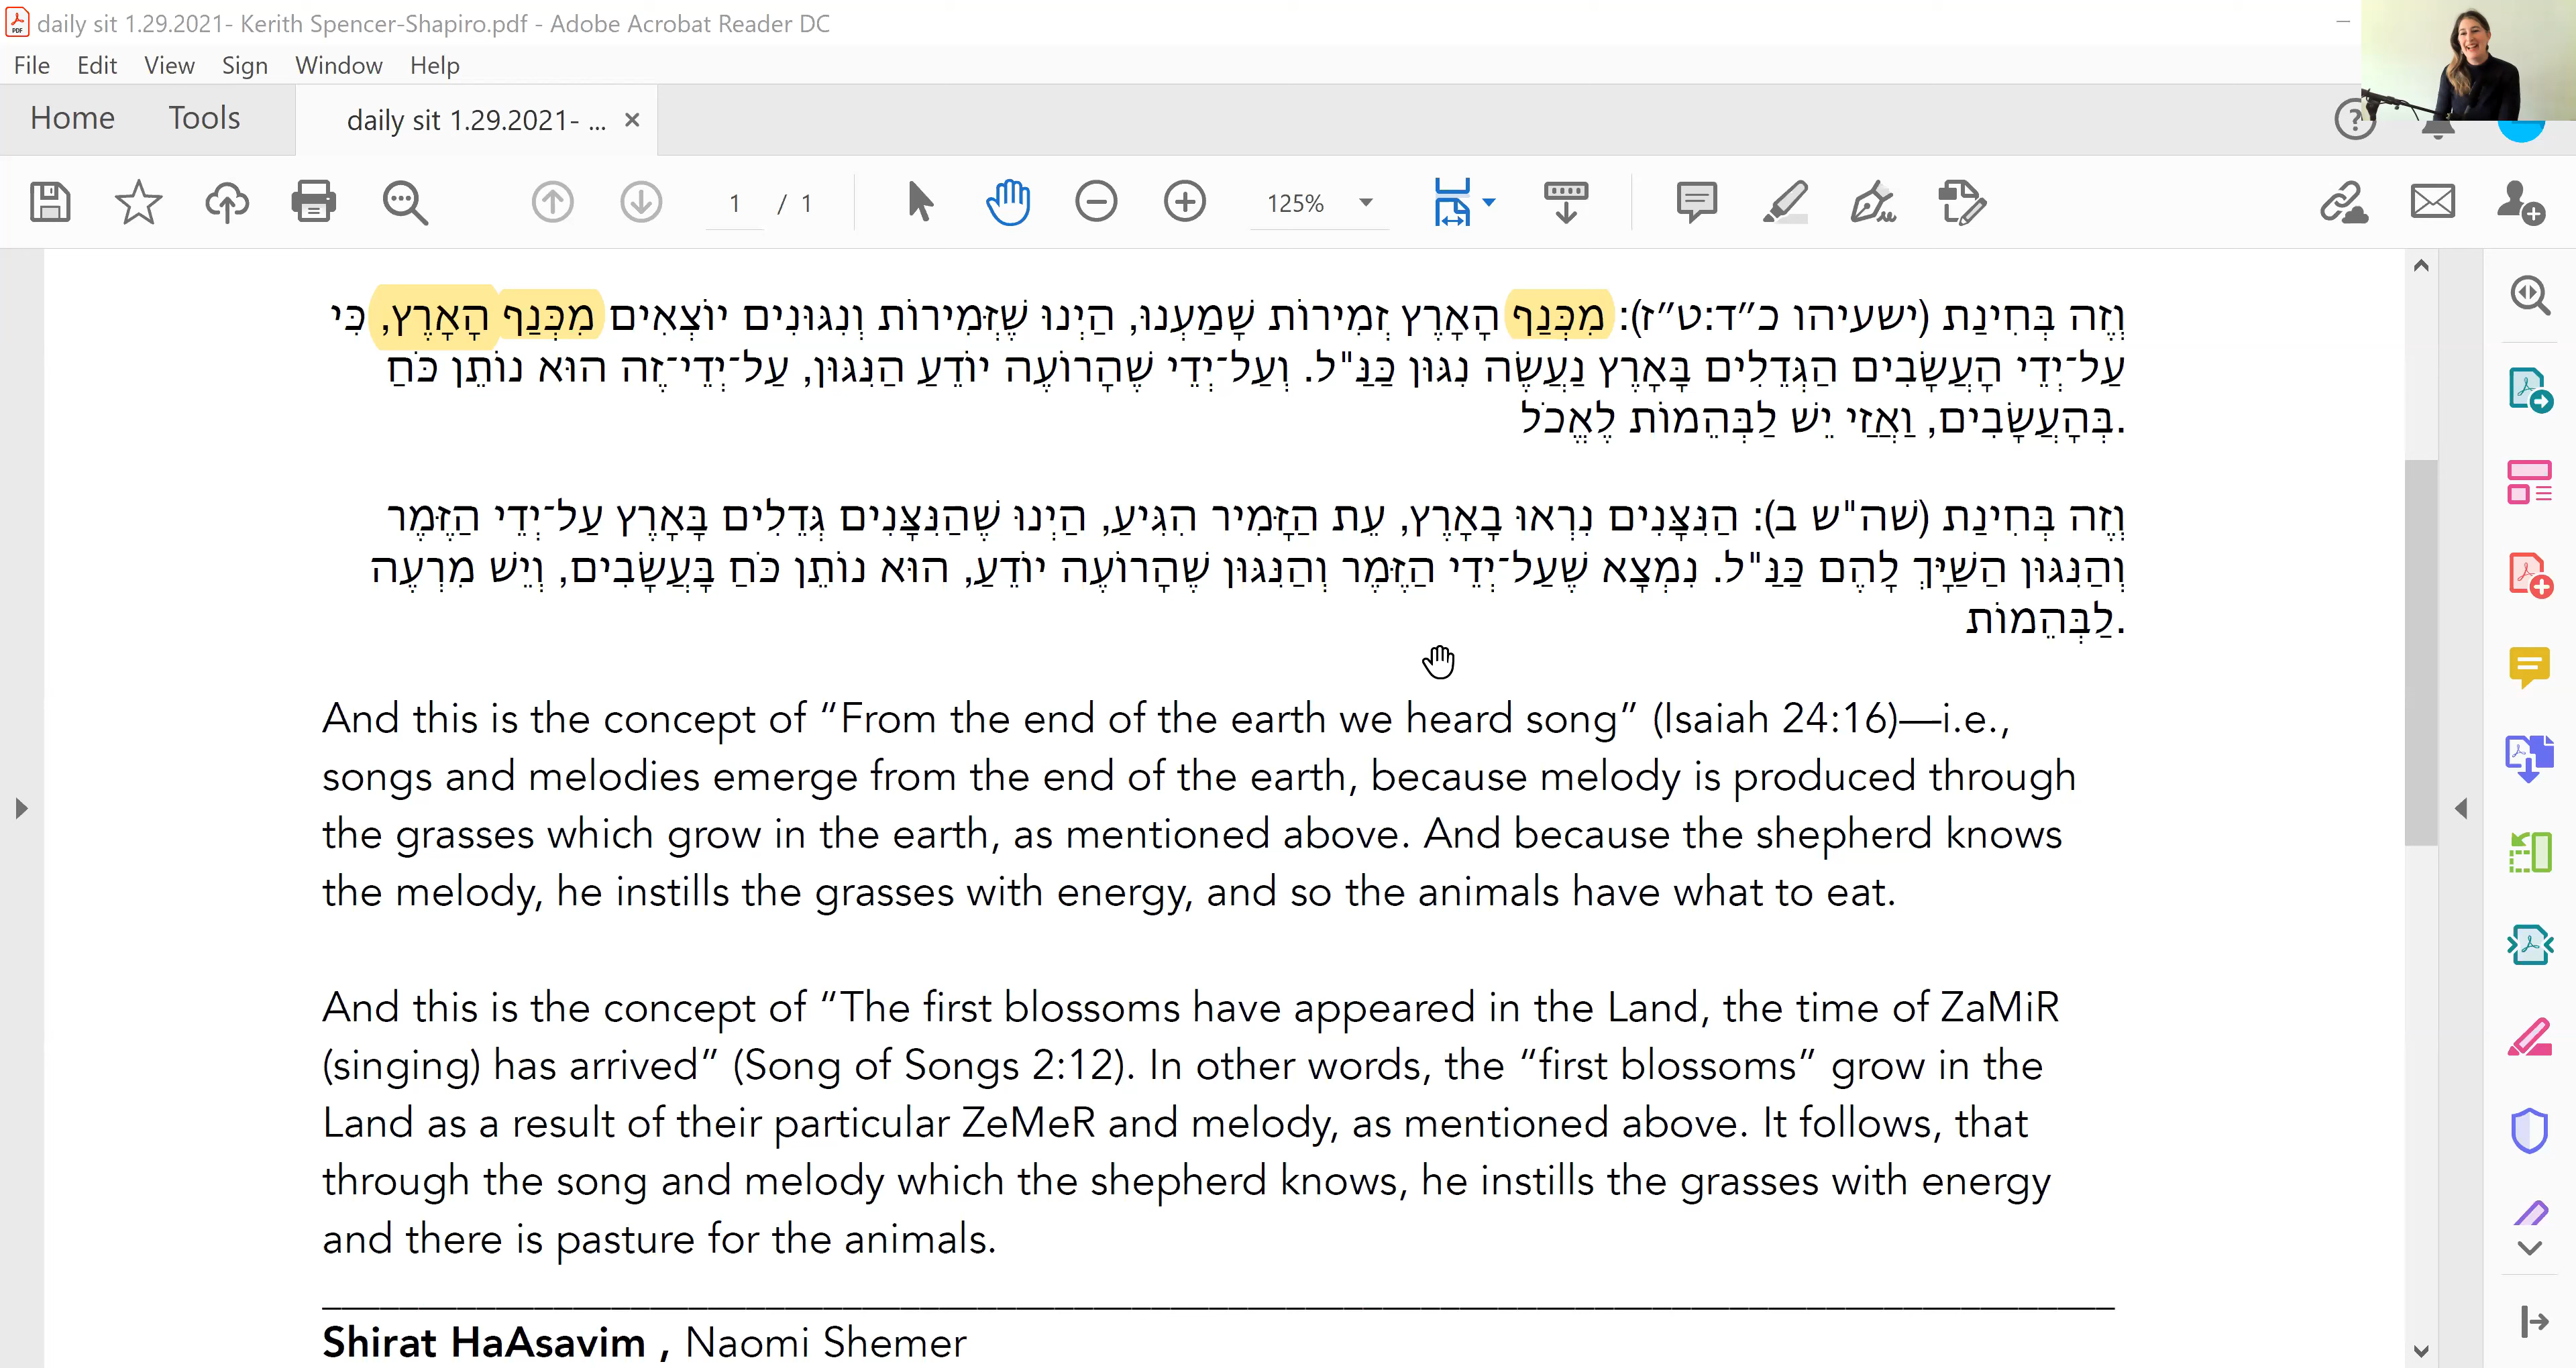 daily sit 1.29.2021- Kerith Spencer-Shapiro.pdf - Adobe Acrobat Reader DC
File Edit View Sign Window Help
Home Tools daily sit 1.29.2021- ...
1 / 1 125%
וְזֶה בְּחִינַת (ישעיהו כ״ד:ט״ז): מִכְּנַף הָאָרֶץ זְמִירוֹת שָׁמַעְנוּ, הַיְנוּ שֶׁזְּמִירוֹת וְנִגּוּנִים יוֹצְאִים מִכְּנַף הָאָרֶץ, כִּי
עַל־יְדֵי הָעֲשָׂבִים הַגְּדֵלִים בָּאָרֶץ נַעֲשֶׂה נִגּוּן כַּנַּ"ל. וְעַל־יְדֵי שֶׁהָרוֹעֶה יוֹדֵעַ הַנִּגּוּן, עַל־יְדֵי־זֶה הוּא נוֹתֵן כֹּחַ
.בְּהָעֲשָׂבִים, וַאֲזַי יֵשׁ לַבְּהֵמוֹת לֶאֱכֹל
וְזֶה בְּחִינַת (שה"ש ב): הַנִּצָּנִים נִרְאוּ בָאָרֶץ, עֵת הַזָּמִיר הִגִּיעַ, הַיְנוּ שֶׁהַנִּצָּנִים גְּדֵלִים בָּאָרֶץ עַל־יְדֵי הַזֶּמֶר
וְהַנִּגּוּן הַשַּׁיָּךְ לָהֶם כַּנַּ"ל. נִמְצָא שֶׁעַל־יְדֵי הַזֶּמֶר וְהַנִּגּוּן שֶׁהָרוֹעֶה יוֹדֵעַ, הוּא נוֹתֵן כֹּחַ בָּעֲשָׂבִים, וְיֵשׁ מִרְעֶה
.לַבְּהֵמוֹת
And this is the concept of “From the end of the earth we heard song” (Isaiah 24:16)—i.e.,
songs and melodies emerge from the end of the earth, because melody is produced through
the grasses which grow in the earth, as mentioned above. And because the shepherd knows
the melody, he instills the grasses with energy, and so the animals have what to eat.
And this is the concept of “The first blossoms have appeared in the Land, the time of ZaMiR
(singing) has arrived” (Song of Songs 2:12). In other words, the “first blossoms” grow in the
Land as a result of their particular ZeMeR and melody, as mentioned above. It follows, that
through the song and melody which the shepherd knows, he instills the grasses with energy
and there is pasture for the animals.
Shirat HaAsavim , Naomi Shemer